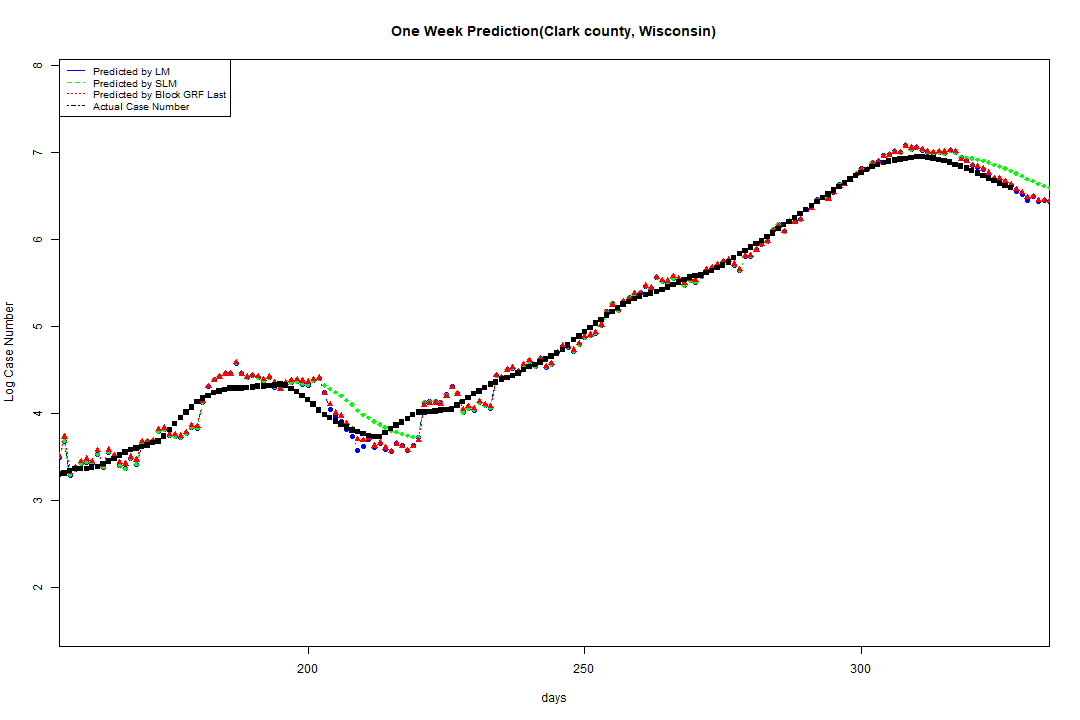 One Week Prediction(Clark county, Wisconsin)
Predicted by LM
Predicted by SLM
Predicted by Block GRF Last
Actual Case Number
8
7
6
5
4
3
2
Log Case Number
200
250
300
days